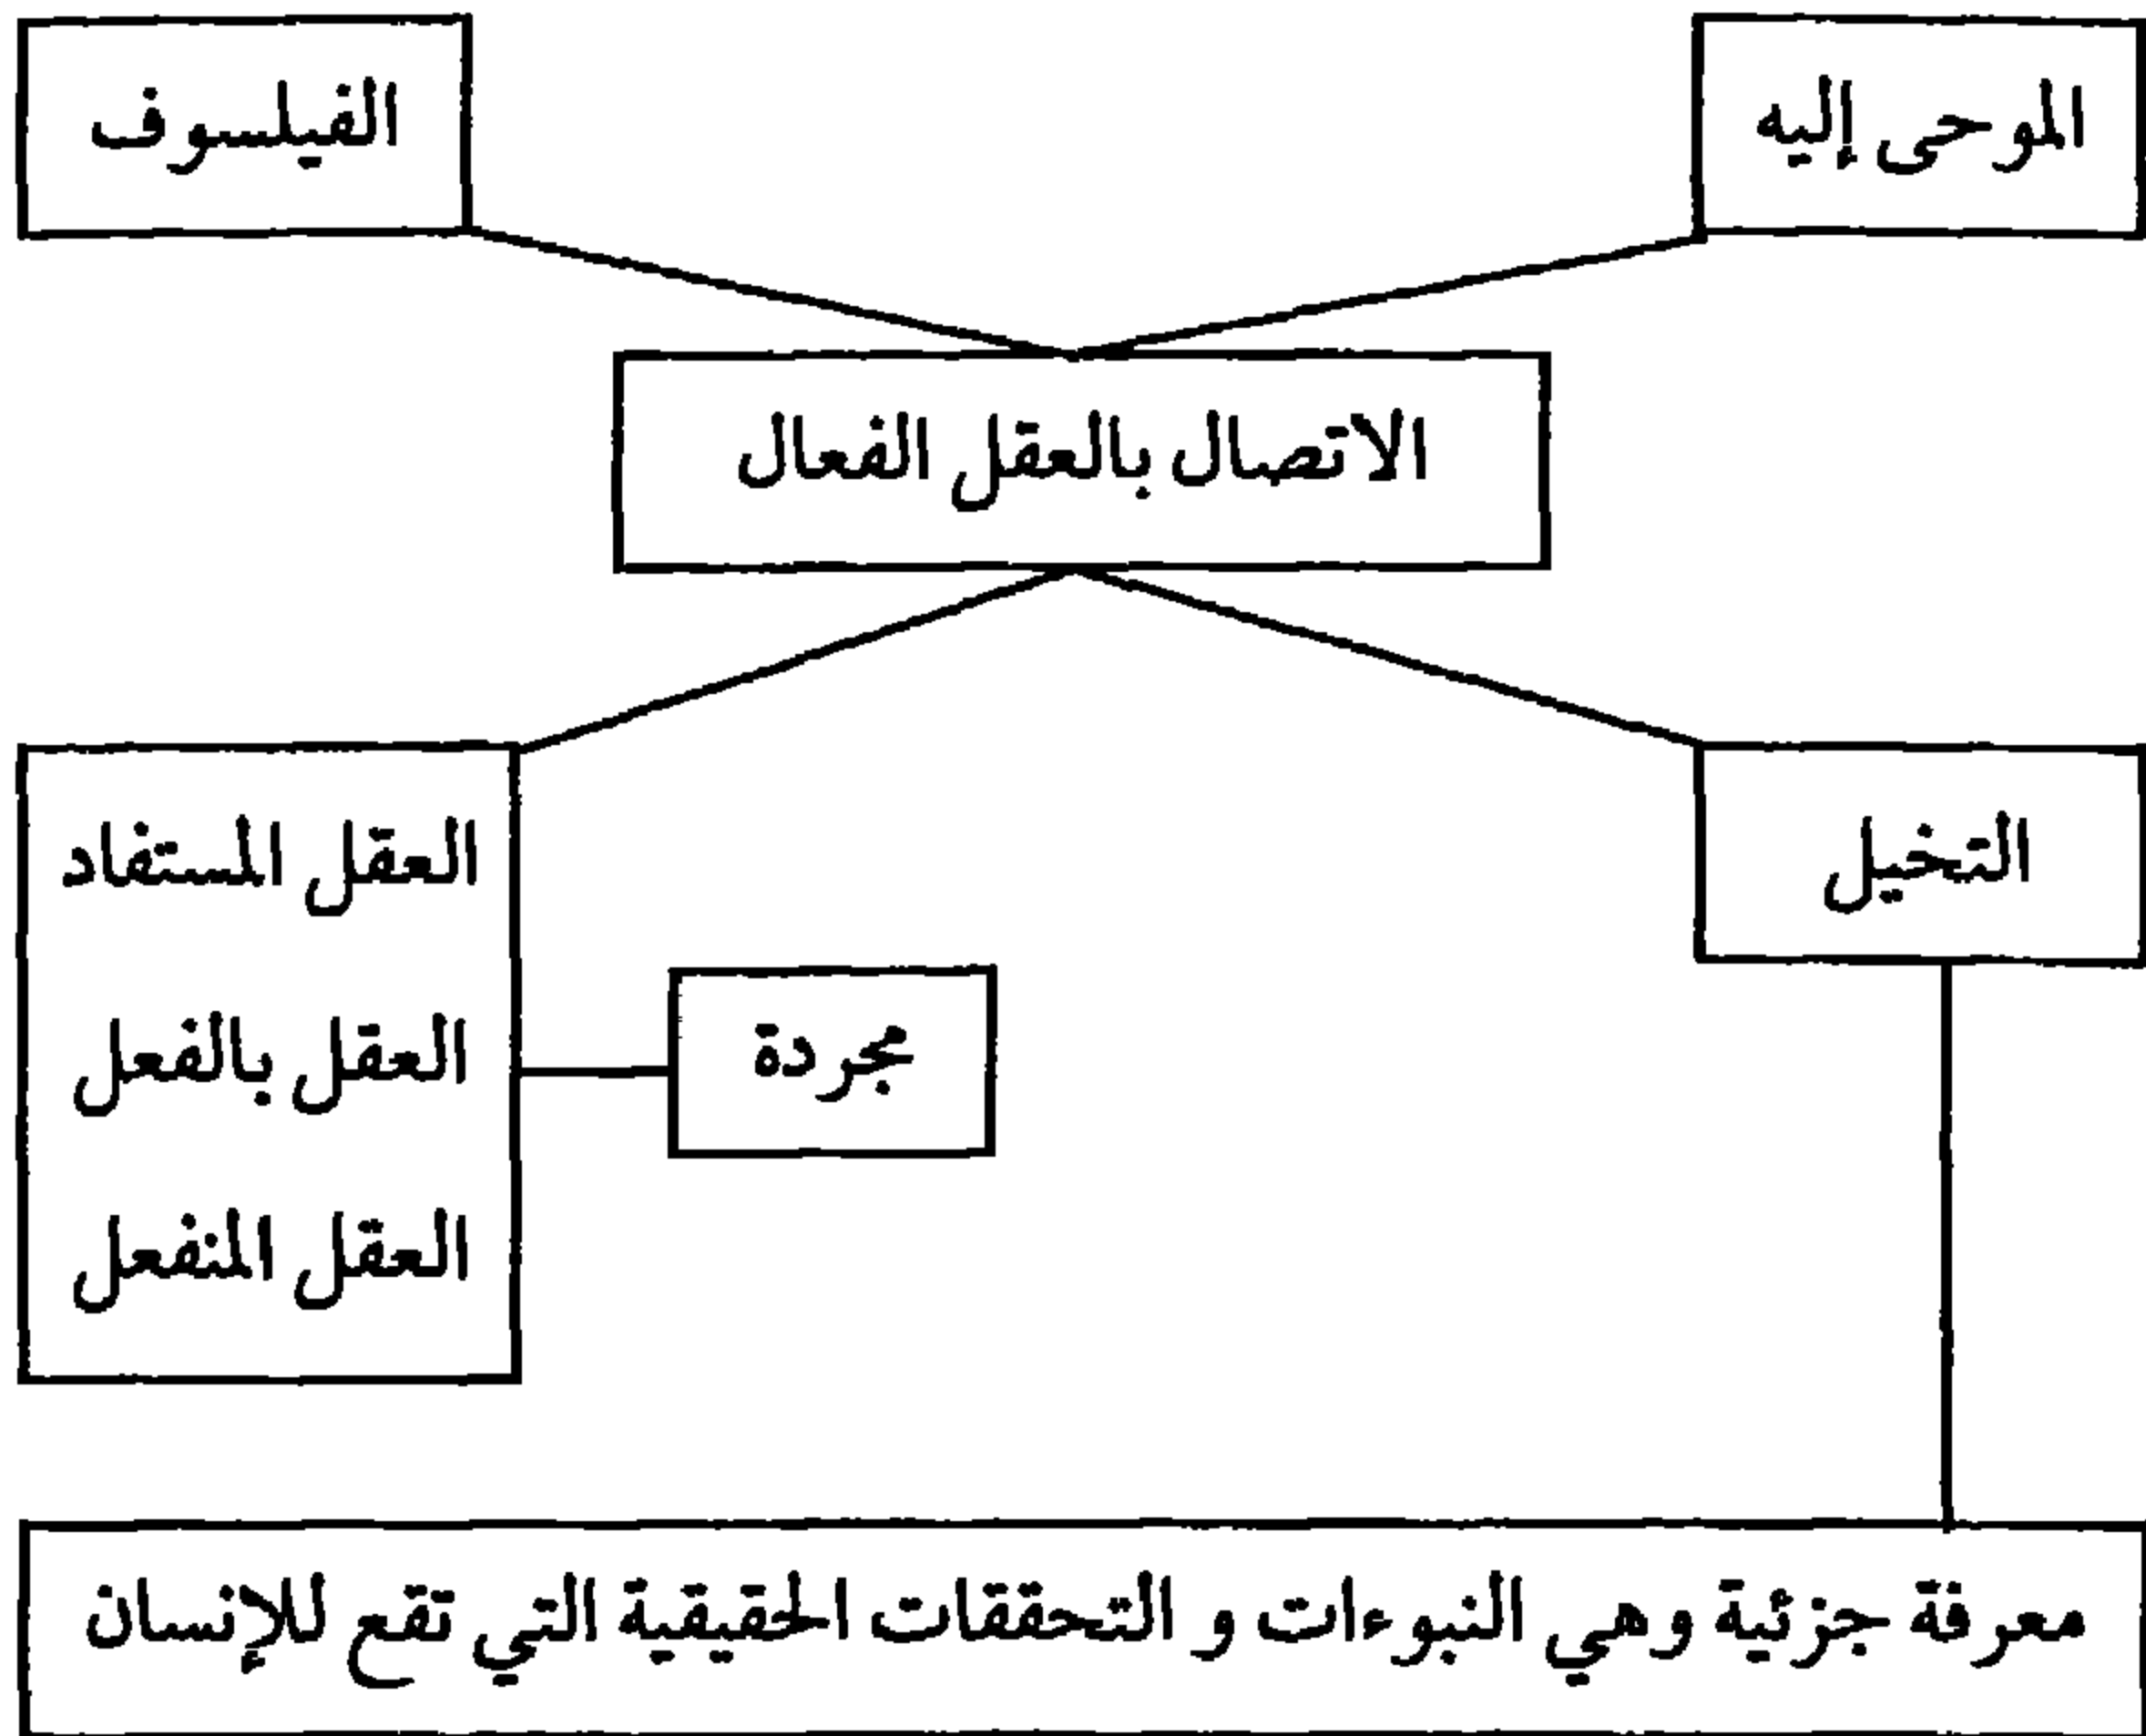 الموحى إليه
الفيلسوف
الاتصال بالعقل الفعال
التخيل
العقل المستفاد
العقل بالفعل
العقل المنفعل
مجردة
معرفة جزئية وهي النبوءات و التحققات الحقيقية التي تقع للإنسان